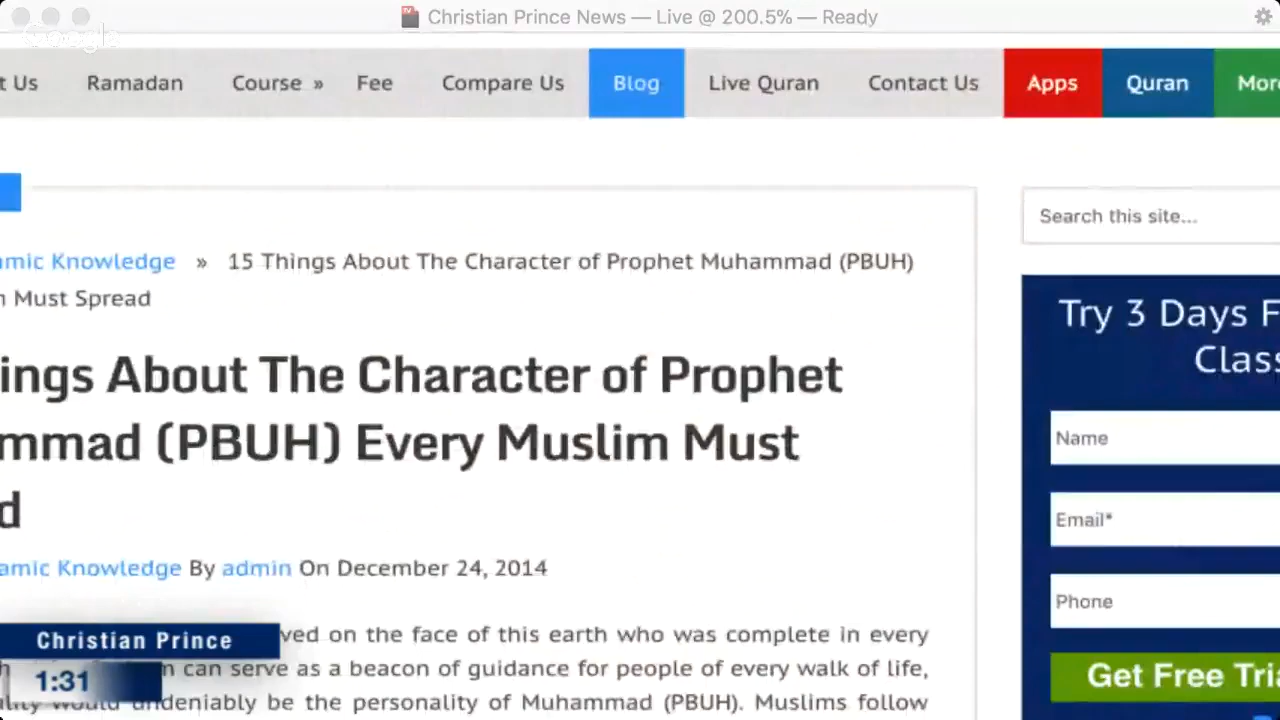 Christian Prince News — Live @ 200.5% — Ready
Google
t Us Ramadan Course » Fee Compare Us Blog Live Quran Contact Us Apps Quran Mor
Search this site...
amic Knowledge » 15 Things About The Character of Prophet Muhammad (PBUH)
n Must Spread
ings About The Character of Prophet
mmad (PBUH) Every Muslim Must
d
amic Knowledge By admin On December 24, 2014
ved on the face of this earth who was complete in every
m can serve as a beacon of guidance for people of every walk of life,
ality would undeniably be the personality of Muhammad (PBUH). Muslims follow
Try 3 Days F
Class
Name
Email*
Phone
Get Free Tria
Christian Prince
1:31